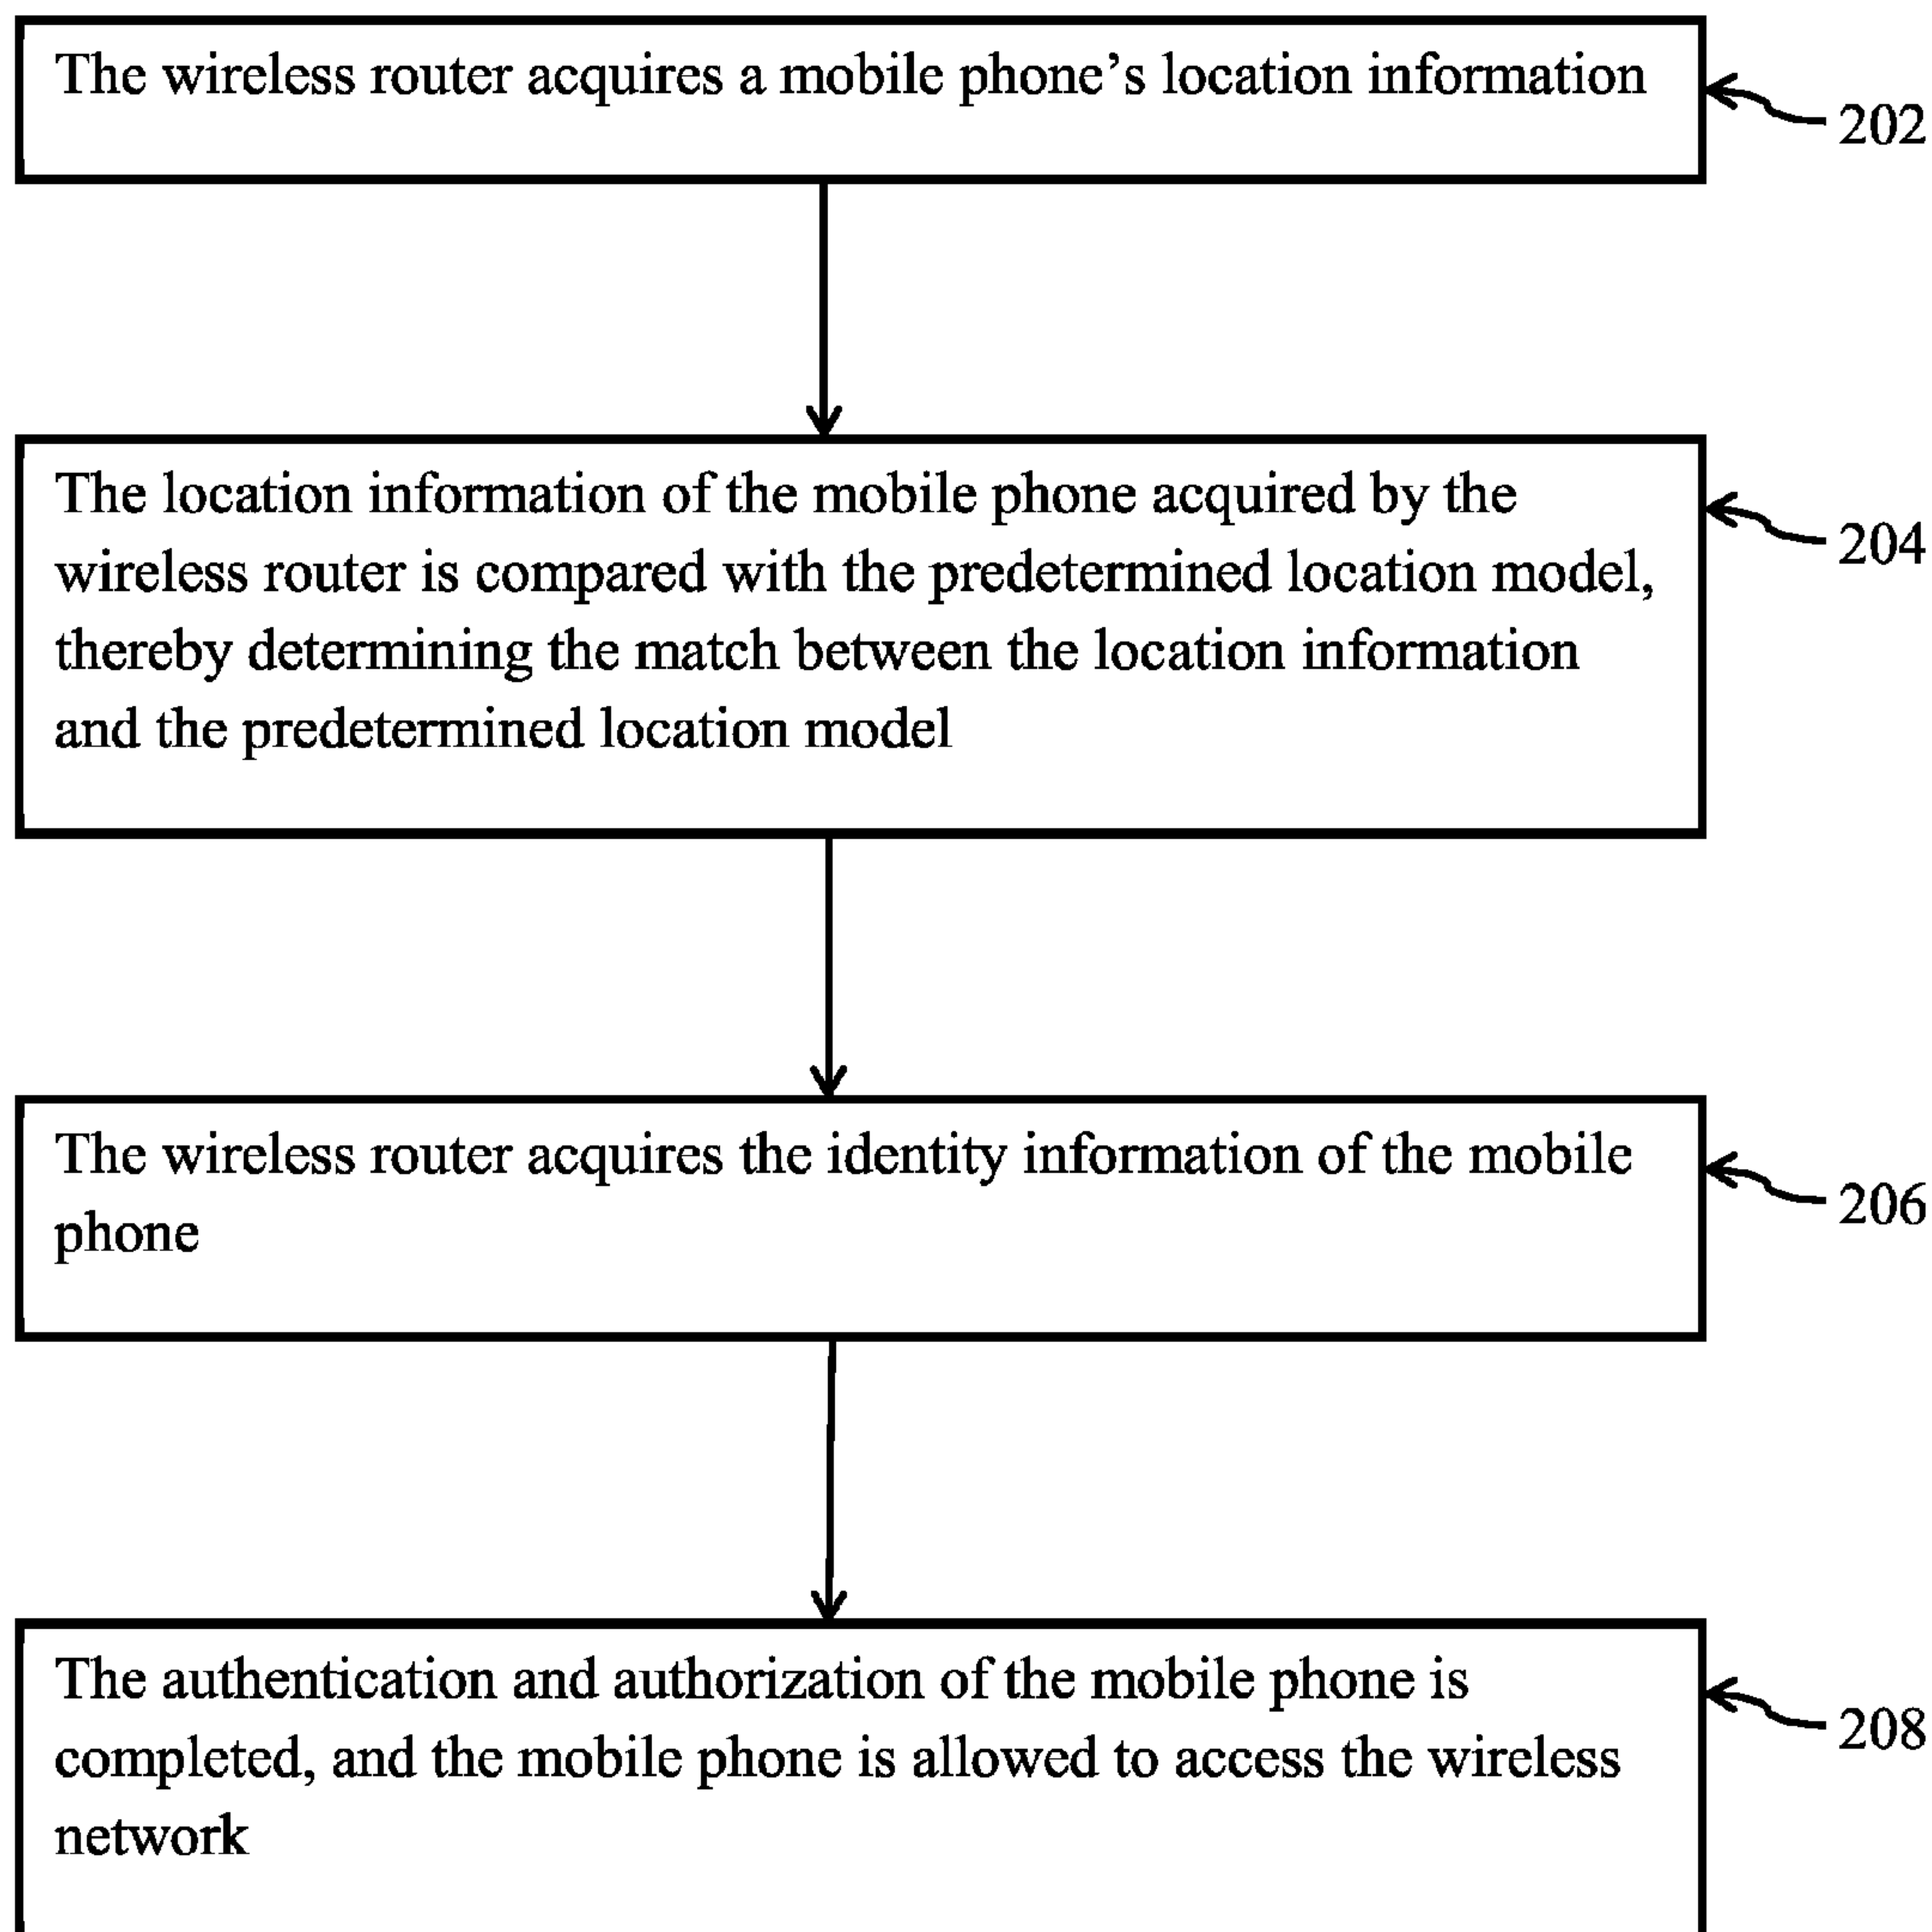 The wireless router acquires a mobile phone’s location information
202
The location information of the mobile phone acquired by the
wireless router is compared with the predetermined location model,
thereby determining the match between the location information
and the predetermined location model
204
The wireless router acquires the identity information of the mobile
phone
206
The authentication and authorization of the mobile phone is
completed, and the mobile phone is allowed to access the wireless
network
208